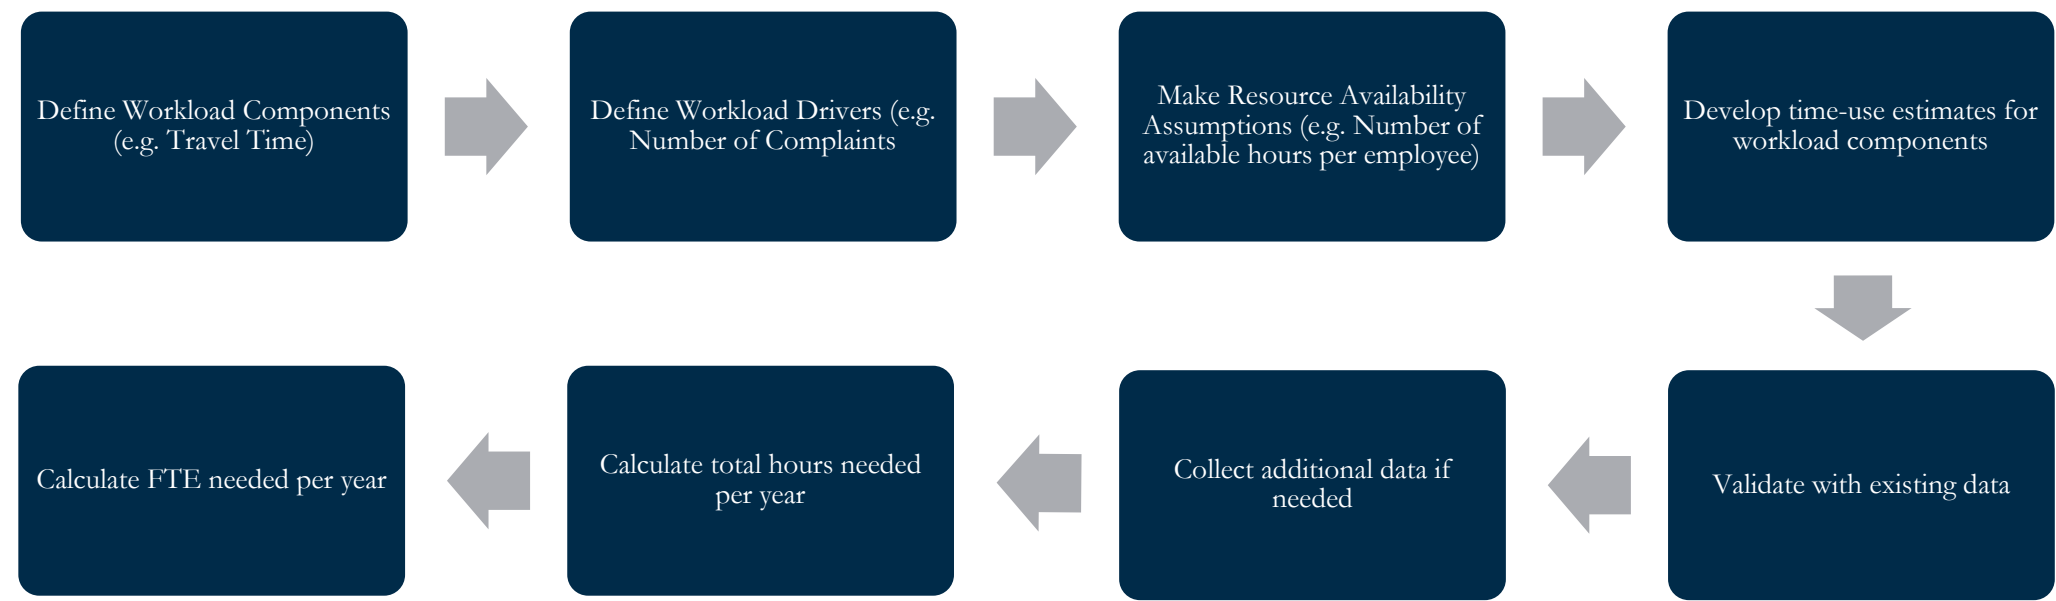 Define Workload Components
(e.g. Travel Time)
Define Workload Drivers (e.g.
Number of Complaints
Make Resource Availability
Assumptions (e.g. Number of
available hours per employee)
Develop time-use estimates for
workload components
Validate with existing data
Collect additional data if
needed
Calculate total hours needed
per year
Calculate FTE needed per year